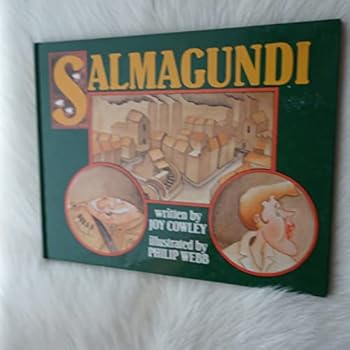 SALMAGUNDI
written by
JOY COWLEY
illustrated by
PHILIP WEBB